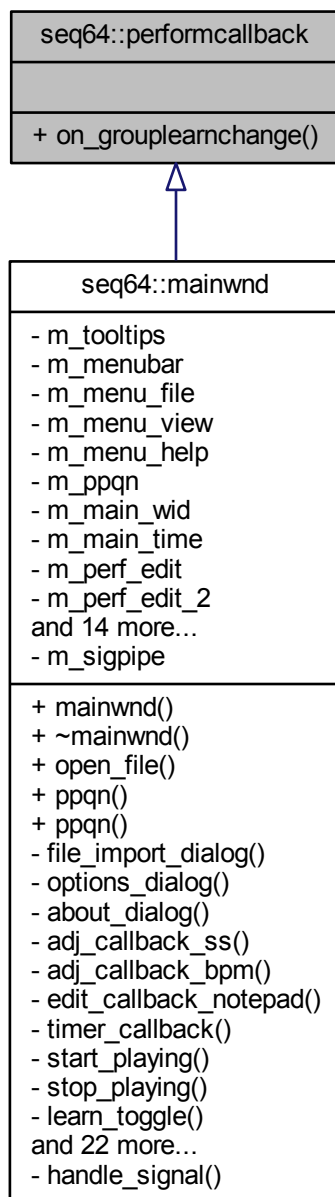 seq64::performcallback
+ on_grouplearnchange()
seq64::mainwnd
- m_tooltips
- m_menubar
- m_menu_file
- m_menu_view
- m_menu_help
- m_ppqn
- m_main_wid
- m_main_time
- m_perf_edit
- m_perf_edit_2
and 14 more...
- m_sigpipe
+ mainwnd()
+ ~mainwnd()
+ open_file()
+ ppqn()
+ ppqn()
- file_import_dialog()
- options_dialog()
- about_dialog()
- adj_callback_ss()
- adj_callback_bpm()
- edit_callback_notepad()
- timer_callback()
- start_playing()
- stop_playing()
- learn_toggle()
and 22 more...
- handle_signal()